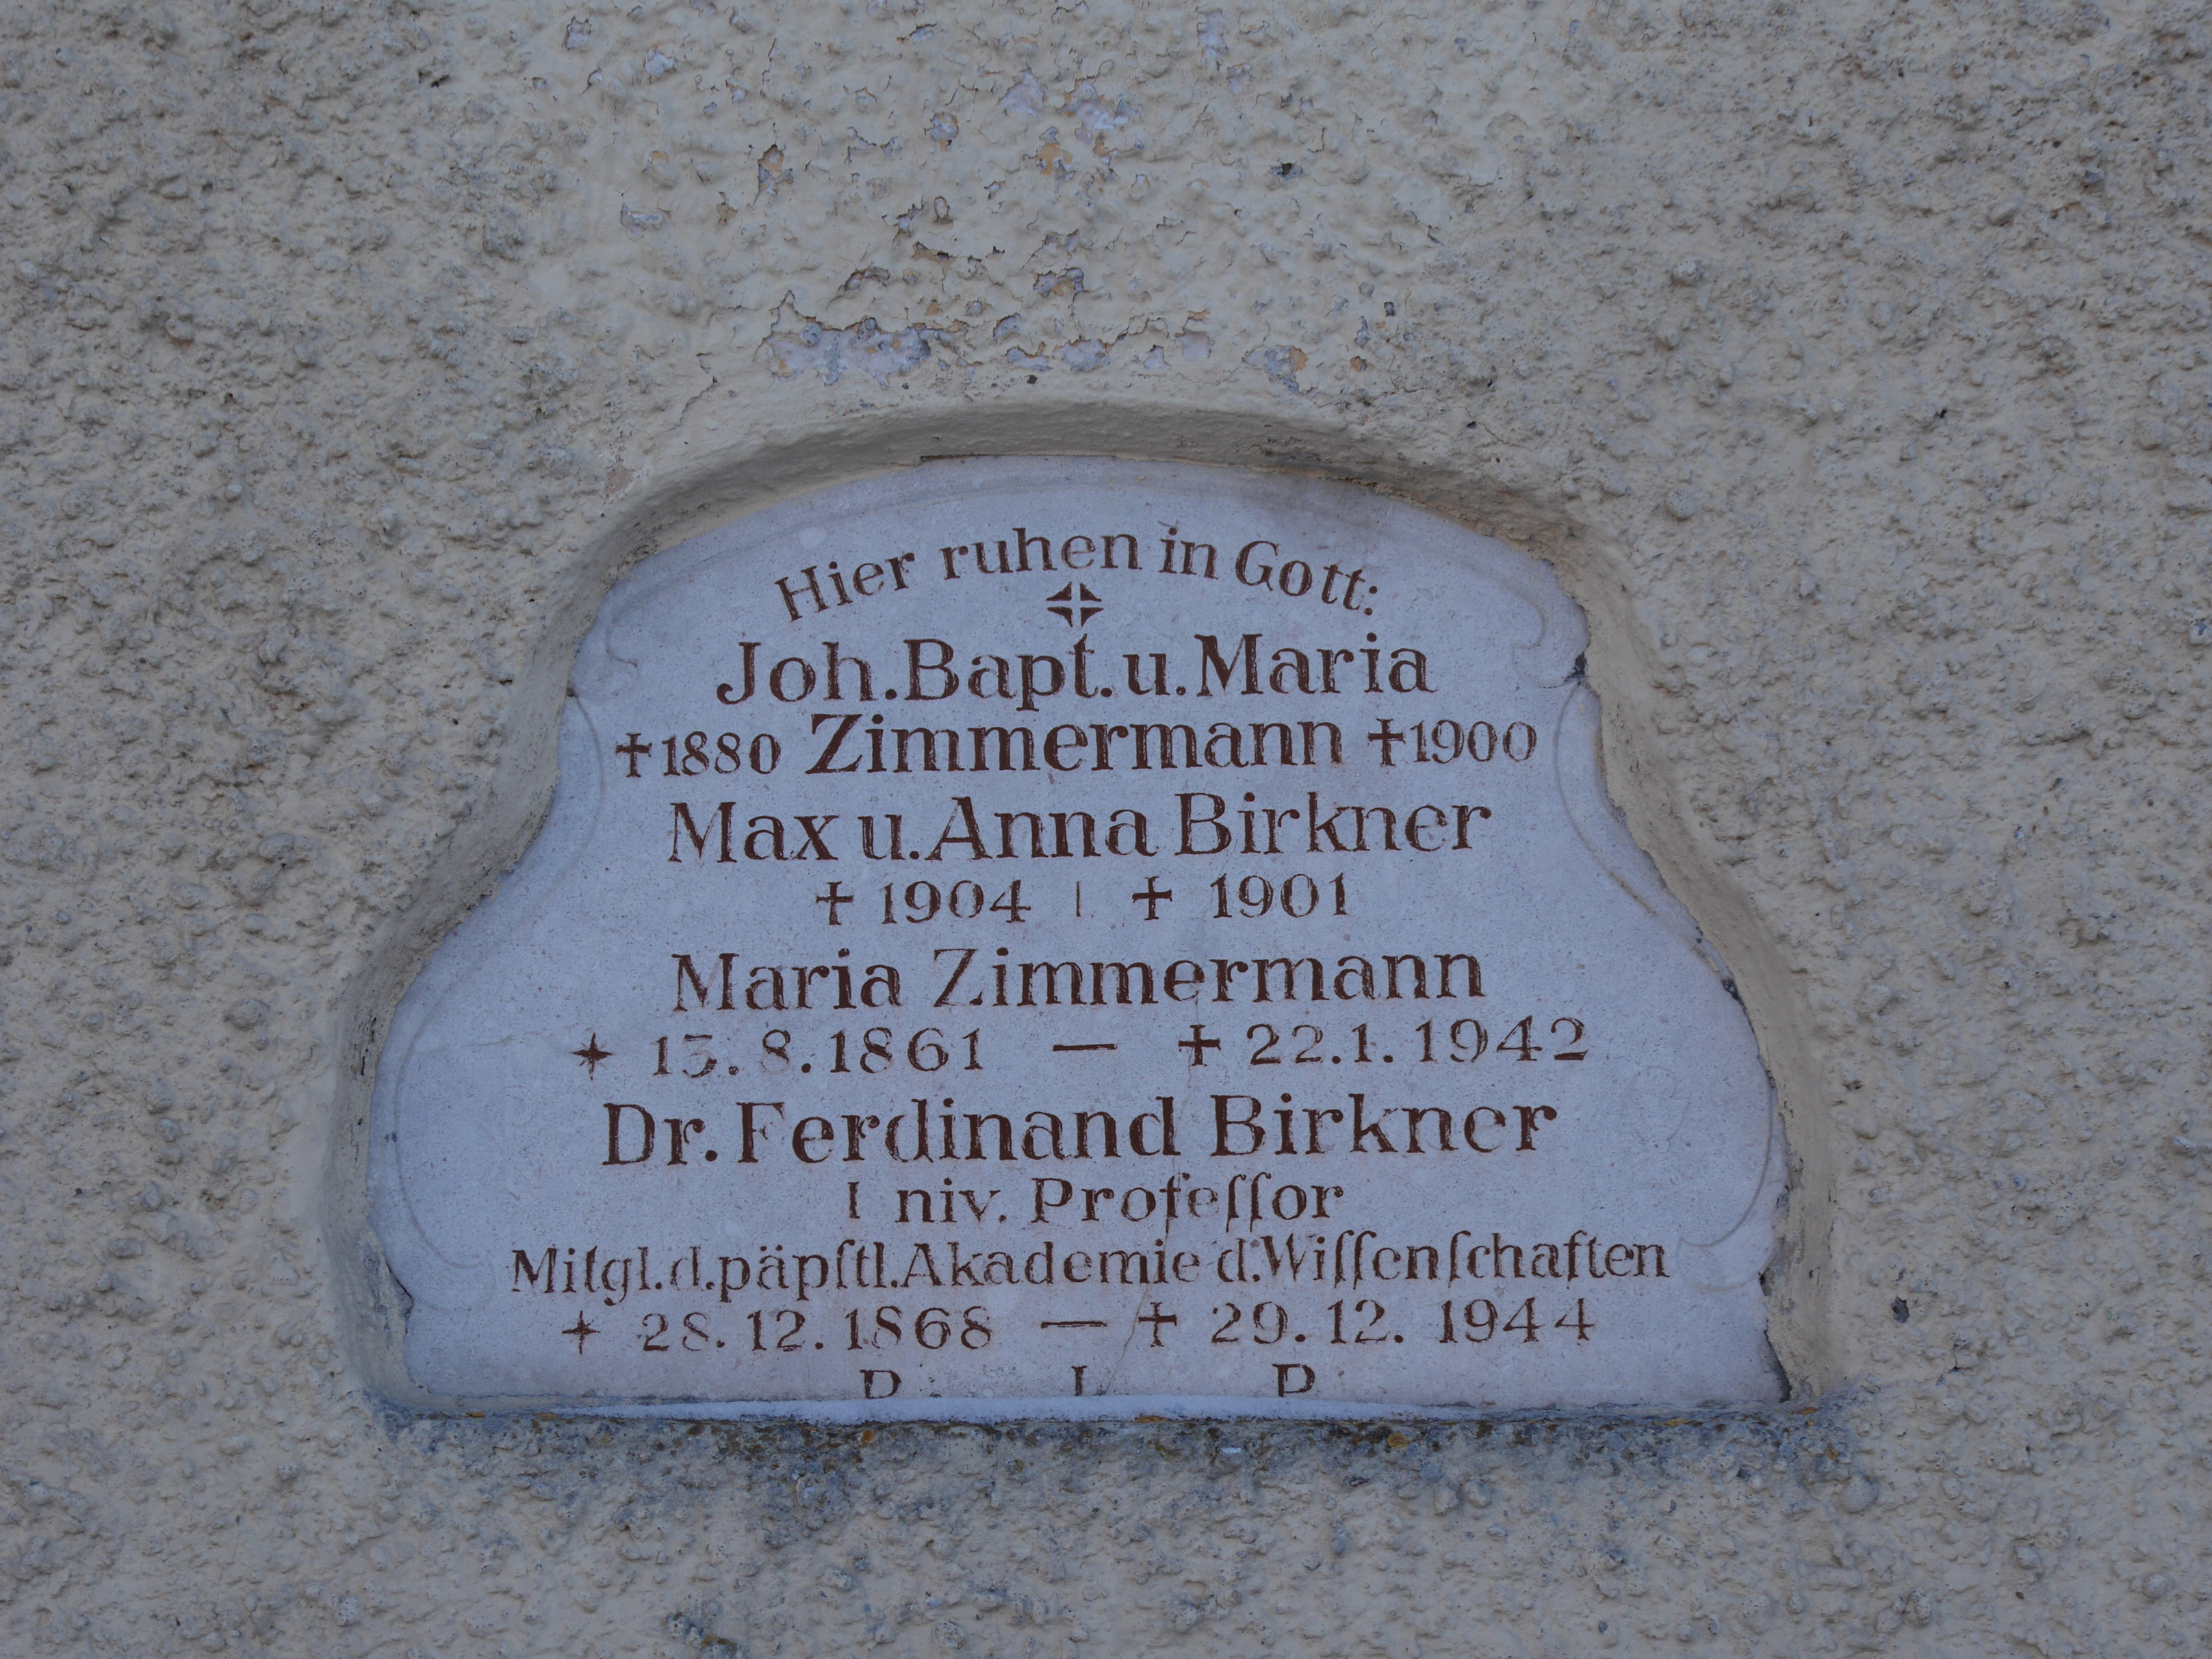 Hier ruhen in Gott:
Joh. Bapt. u. Maria
†1880 Zimmermann †1900
Max u. Anna Birkner
† 1904 | † 1901
Maria Zimmermann
* 13.8.1861 — † 22.1.1942
Dr. Ferdinand Birkner
Univ. Profeſſor
Mitgl. d. päpſtl. Akademie d. Wiſſenſchaften
* 28.12.1868 — † 29.12.1944
R I P